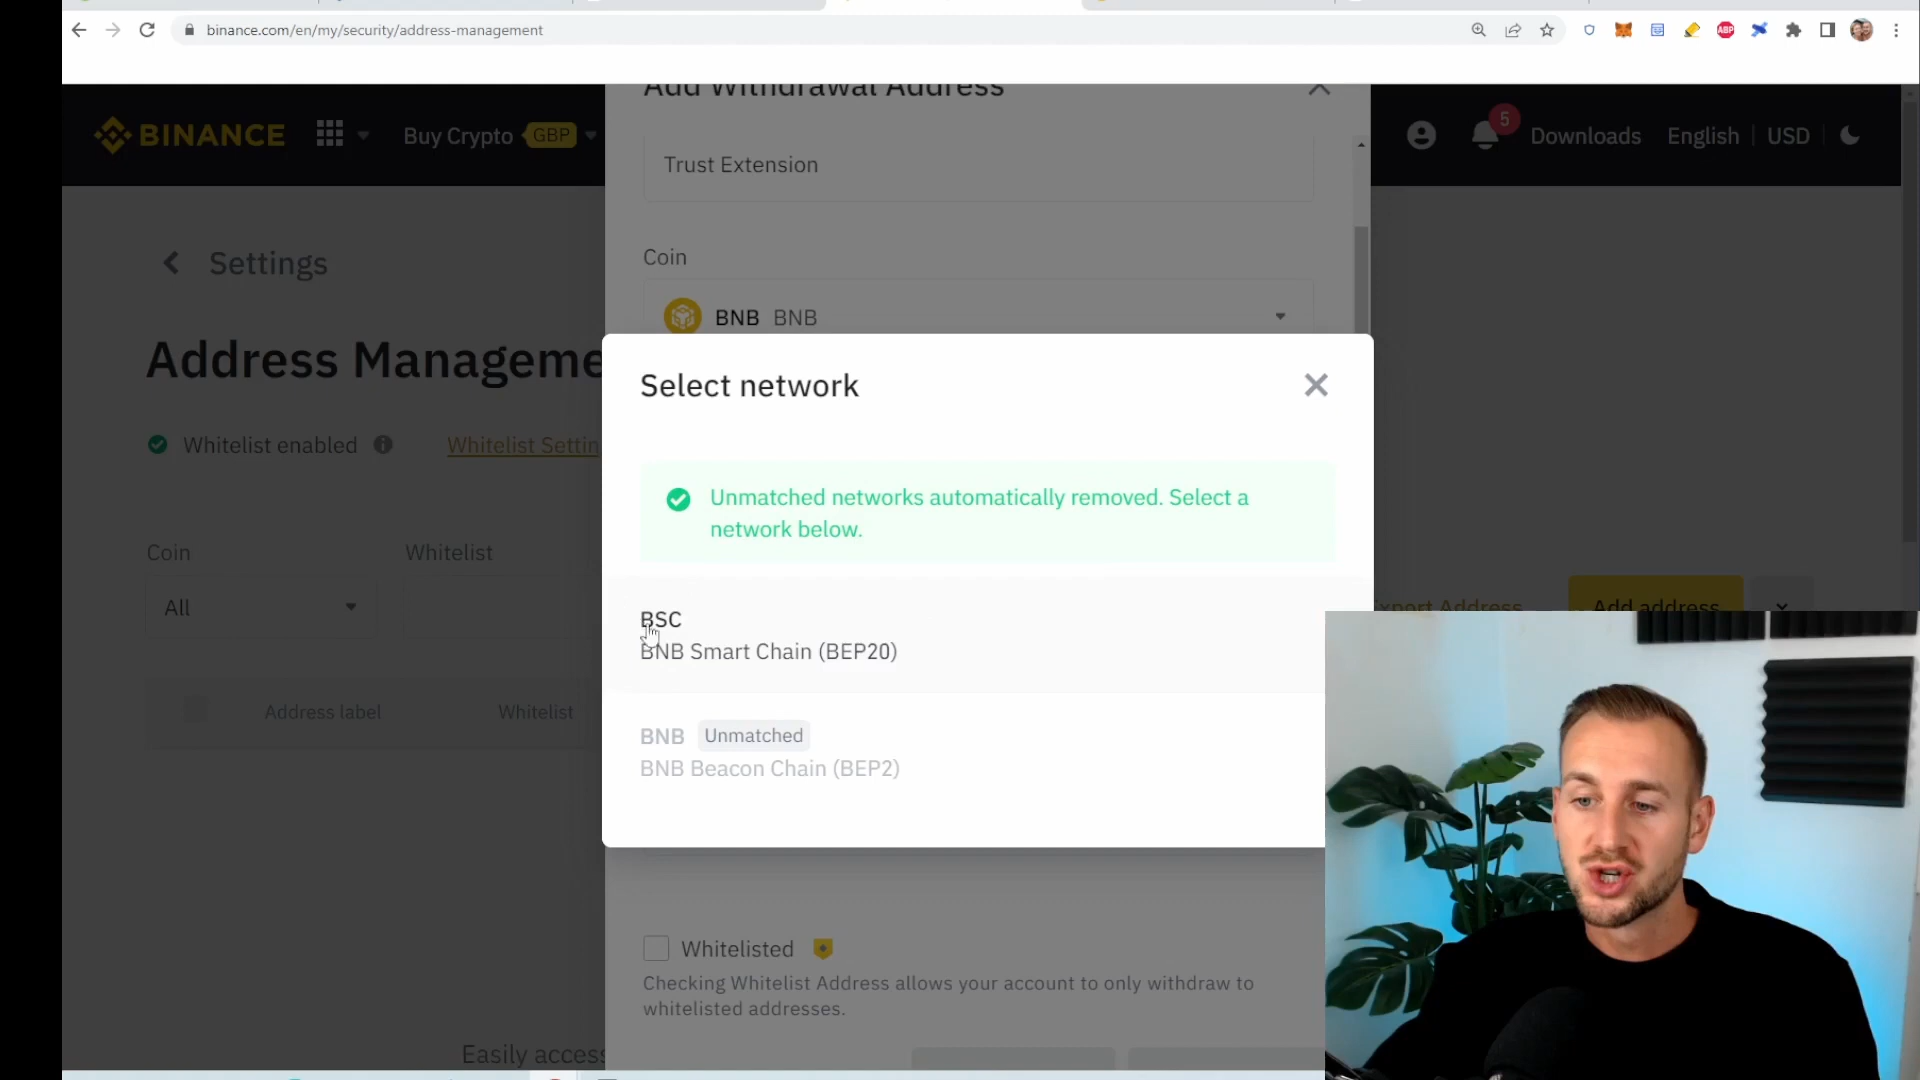 binance.com/en/my/security/address-management
ABP
Add Withdrawal Address
BINANCE
Buy Crypto GBP
5
Downloads English USD
Trust Extension
Settings
Coin
BNB BNB
Address Manageme
Select network
Whitelist enabled
Whitelist Settin
Unmatched networks automatically removed. Select a
network below.
Coin
Whitelist
All
Export Address
Add address
BSC
BNB Smart Chain (BEP20)
Address label
Whitelist
BNB Unmatched
BNB Beacon Chain (BEP2)
Whitelisted
Checking Whitelist Address allows your account to only withdraw to
whitelisted addresses.
Easily access